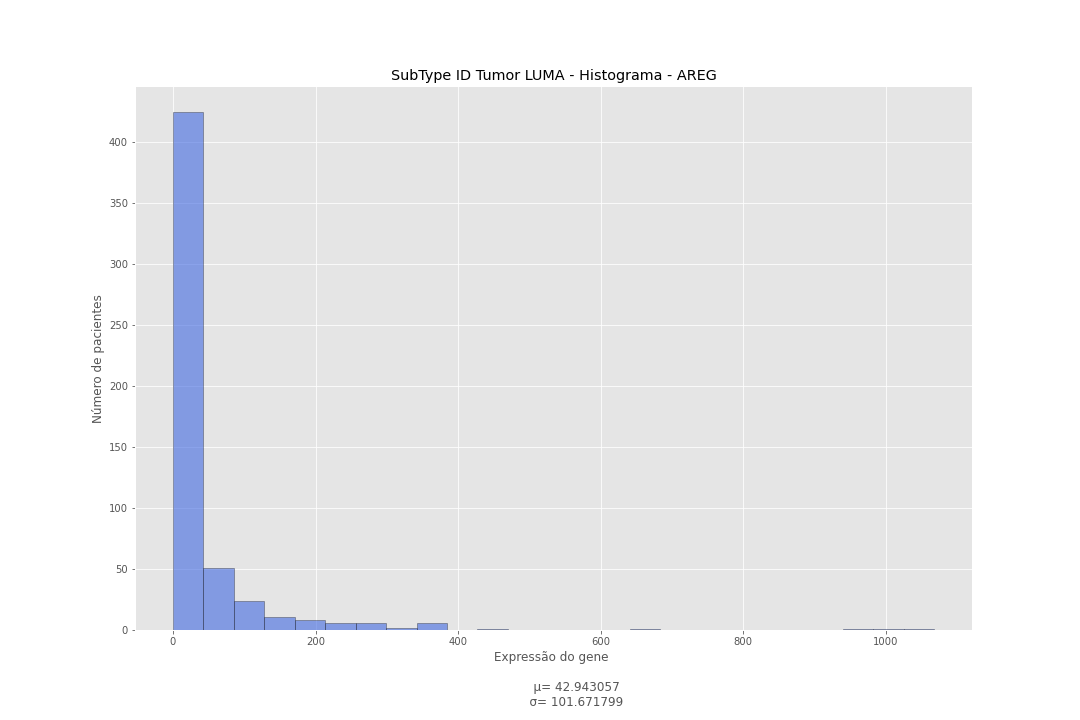 SubType ID Tumor LUMA - Histograma - AREG
400
350
300
250
200
150
100
50
0
Número de pacientes
0 200 400 600 800 1000
Expressão do gene
μ= 42.943057
σ= 101.671799